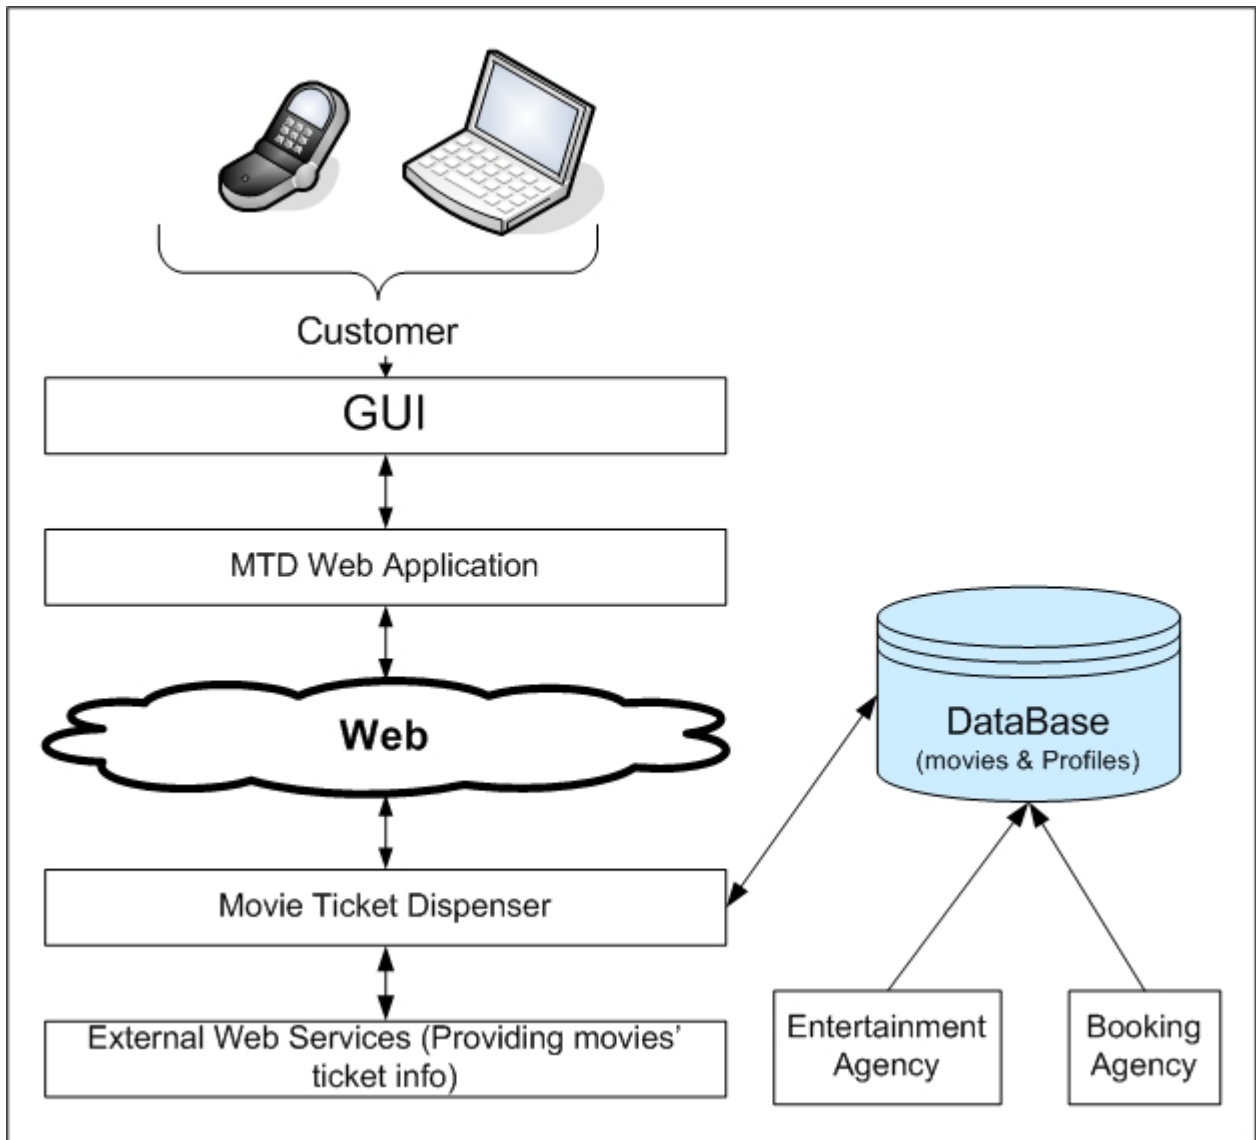 Customer
GUI
MTD Web Application
Web
DataBase
(movies & Profiles)
Movie Ticket Dispenser
External Web Services (Providing movies'
ticket info)
Entertainment
Agency
Booking
Agency